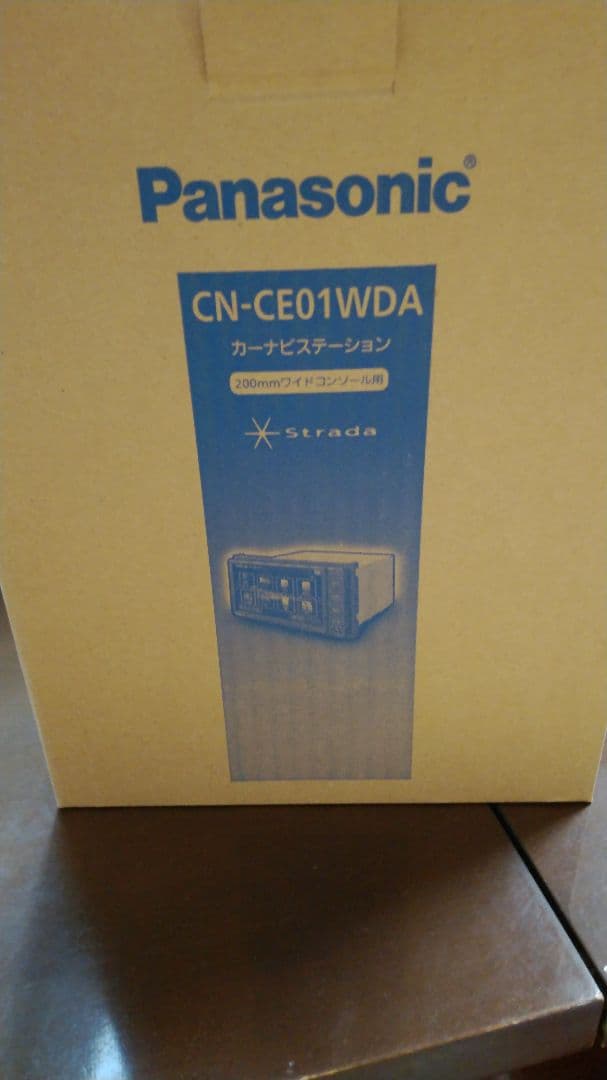 Panasonic®
CN-CE01WDA
カーナビステーション
200mmワイドコンソール用
Strada